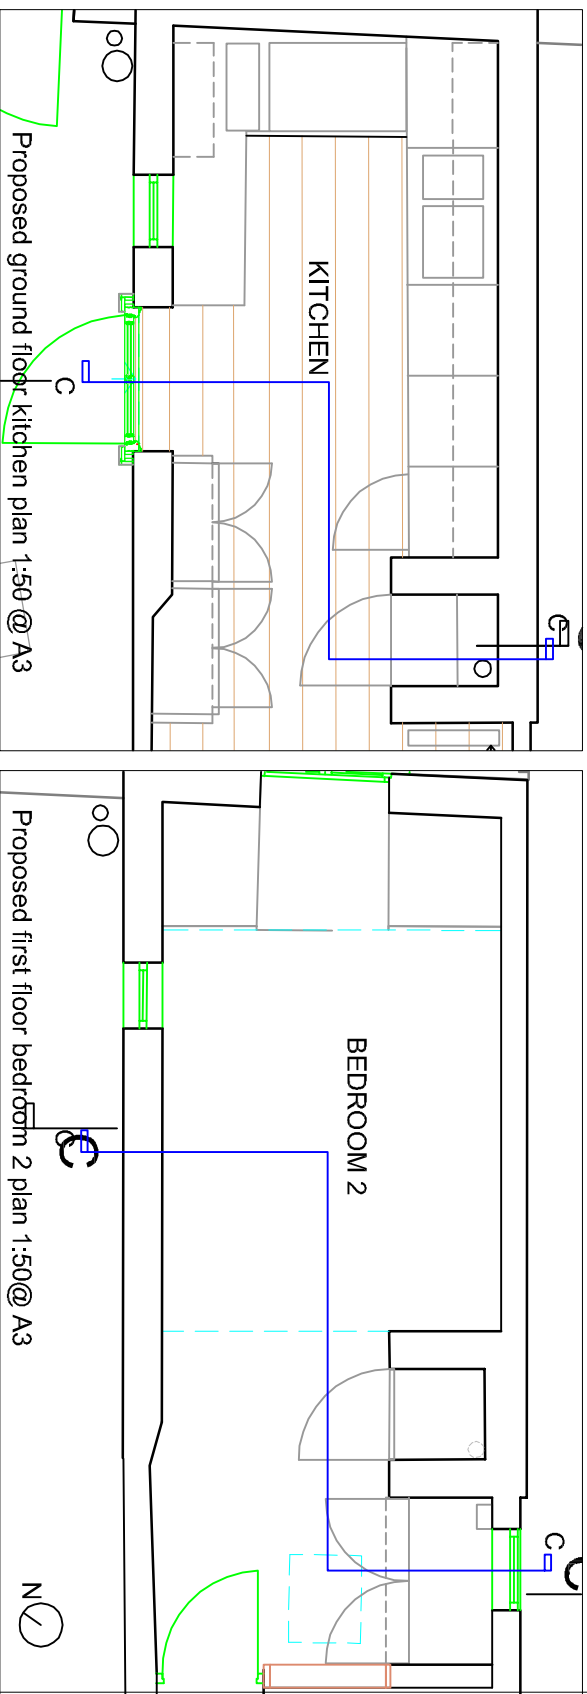 KITCHEN
C
C
Proposed ground floor kitchen plan 1:50 @ A3
BEDROOM 2
C
C
C
C
Proposed first floor bedroom 2 plan 1:50@ A3
N